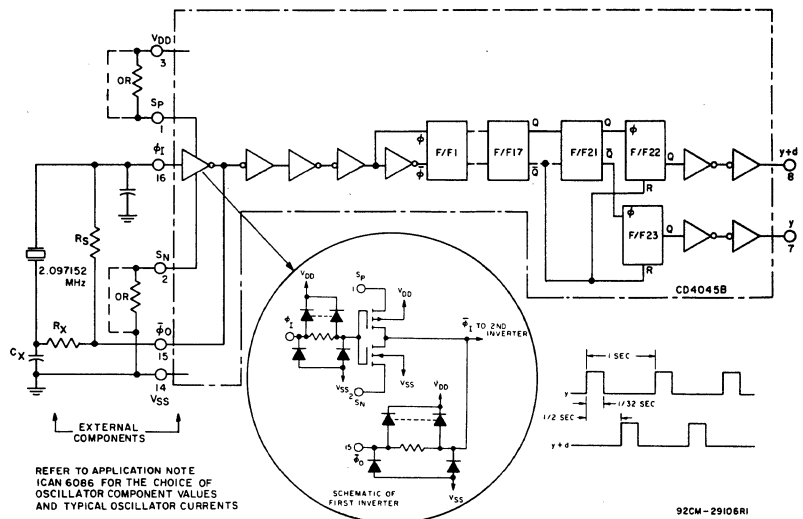 VDD
3
OR
SP
1
φI
16
RS
SN
2
2.097152
MHz
OR
RX
φ̄O
15
CX
14
VSS
EXTERNAL
COMPONENTS
φ
φ̄
F/F1
F/F17
Q
Q̄
F/F21
Q
Q̄
φ
F/F22
R
Q
y+d
8
φ
F/F23
R
Q
y
7
CD4045B
SP
1
VDD
VDD
φI
φ̄I TO 2ND
INVERTER
VSS
VSS
2 SN
VDD
15
φ̄O
VSS
SCHEMATIC OF
FIRST INVERTER
1 SEC
y
1/32 SEC
1/2 SEC
y+d
REFER TO APPLICATION NOTE
ICAN 6086 FOR THE CHOICE OF
OSCILLATOR COMPONENT VALUES
AND TYPICAL OSCILLATOR CURRENTS
92CM-29106R1